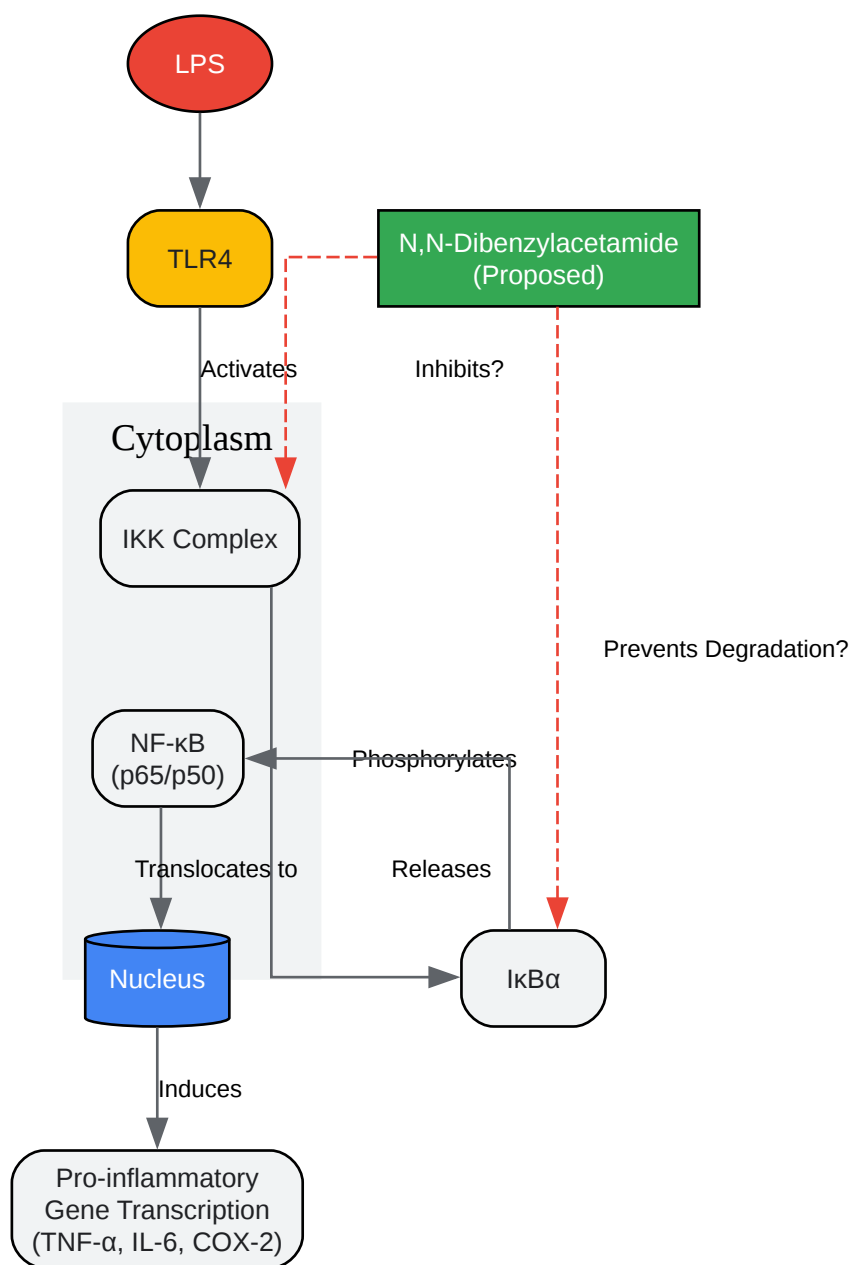 LPS
TLR4
N,N-Dibenzylacetamide
(Proposed)
Activates
Inhibits?
Cytoplasm
IKK Complex
Prevents Degradation?
NF-κB
(p65/p50)
Phosphorylates
Translocates to
Releases
Nucleus
IκBα
Induces
Pro-inflammatory
Gene Transcription
(TNF-α, IL-6, COX-2)